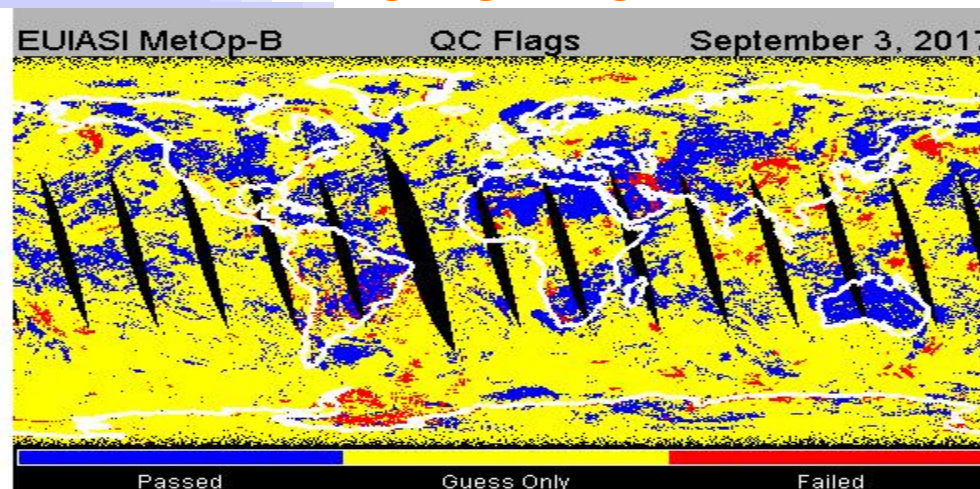 EUIASI MetOp-B QC Flags September 3, 2017
Passed Guess Only Failed